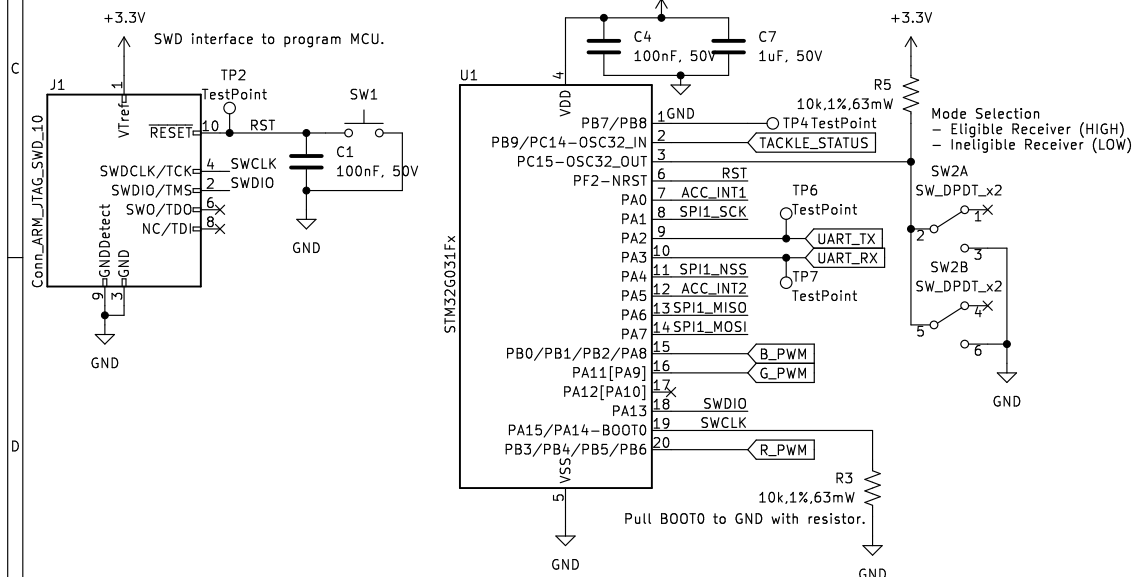 C
D
+3.3V
SWD interface to program MCU.
J1
1
VTref
TP2
TestPoint
SW1
RESET
10
RST
C1
100nF, 50V
SWDCLK/TCK
4
SWCLK
SWDIO/TMS
2
SWDIO
SWO/TDO
6
NC/TDI
8
GNDDetect
GND
9
3
Conn_ARM_JTAG_SWD_10
GND
GND
C4
100nF, 50V
C7
1uF, 50V
GND
U1
4
VDD
STM32G031Fx
PB7/PB8
1
TP4
TestPoint
PB9/PC14-OSC32_IN
2
TACKLE_STATUS
PC15-OSC32_OUT
3
PF2-NRST
6
RST
PA0
7
ACC_INT1
PA1
8
SPI1_SCK
TP6
TestPoint
PA2
9
UART_TX
PA3
10
UART_RX
TP7
TestPoint
PA4
11
SPI1_NSS
PA5
12
ACC_INT2
PA6
13
SPI1_MISO
PA7
14
SPI1_MOSI
PB0/PB1/PB2/PA8
15
B_PWM
PA11[PA9]
16
G_PWM
PA12[PA10]
17
PA13
18
SWDIO
PA15/PA14-BOOT0
19
SWCLK
PB3/PB4/PB5/PB6
20
R_PWM
VSS
5
GND
R3
10k,1%,63mW
Pull BOOT0 to GND with resistor.
GND
+3.3V
R5
10k,1%,63mW
Mode Selection
- Eligible Receiver (HIGH)
- Ineligible Receiver (LOW)
SW2A
SW_DPDT_x2
1
2
3
SW2B
SW_DPDT_x2
4
5
6
GND